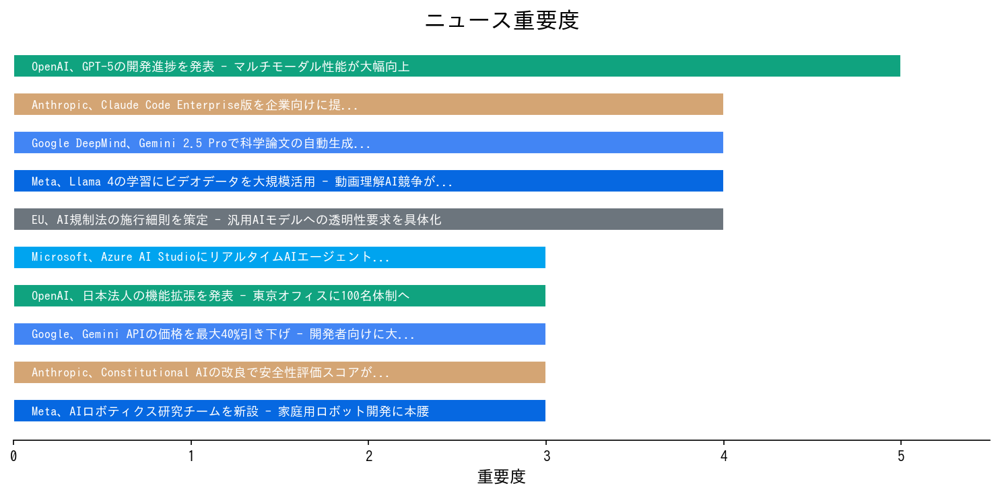 ニュース重要度
OpenAI、GPT-5の開発進捗を発表 - マルチモーダル性能が大幅向上
Anthropic、Claude Code Enterprise版を企業向けに提...
Google DeepMind、Gemini 2.5 Proで科学論文の自動生成...
Meta、Llama 4の学習にビデオデータを大規模活用 - 動画理解AI競争が...
EU、AI規制法の施行細則を策定 - 汎用AIモデルへの透明性要求を具体化
Microsoft、Azure AI StudioにリアルタイムAIエージェント...
OpenAI、日本法人の機能拡張を発表 - 東京オフィスに100名体制へ
Google、Gemini APIの価格を最大40%引き下げ - 開発者向けに大...
Anthropic、Constitutional AIの改良で安全性評価スコアが...
Meta、AIロボティクス研究チームを新設 - 家庭用ロボット開発に本腰
0 1 2 3 4 5
重要度